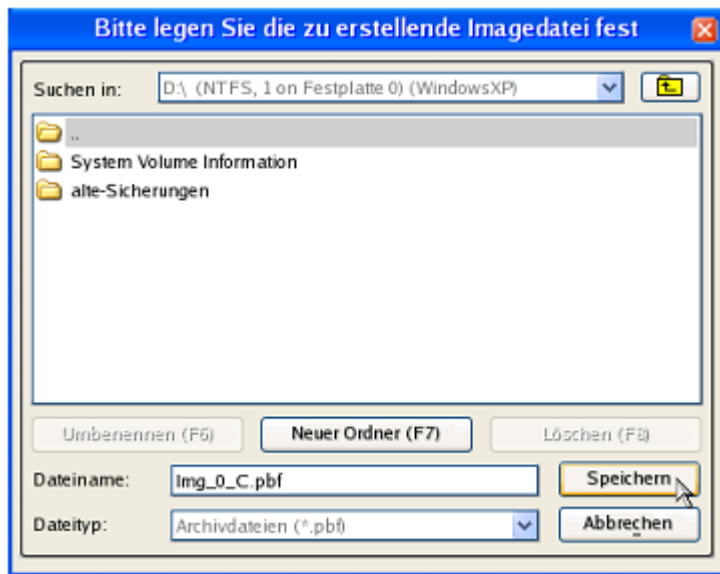 Bitte legen Sie die zu erstellende Imagedatei fest
Suchen in: D:\ (NTFS, 1 on Festplatte 0) (WindowsXP)
..
System Volume Information
alte-Sicherungen
Umbenennen (F6) Neuer Ordner (F7) Löschen (F8)
Dateiname: Img_0_C.pbf Speichern
Dateityp: Archivdateien (*.pbf) Abbrechen